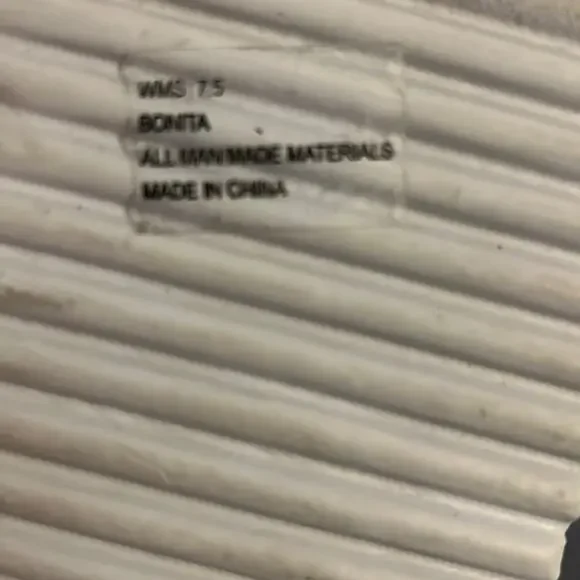 WMS 7.5
BONITA
ALL MAN MADE MATERIALS
MADE IN CHINA